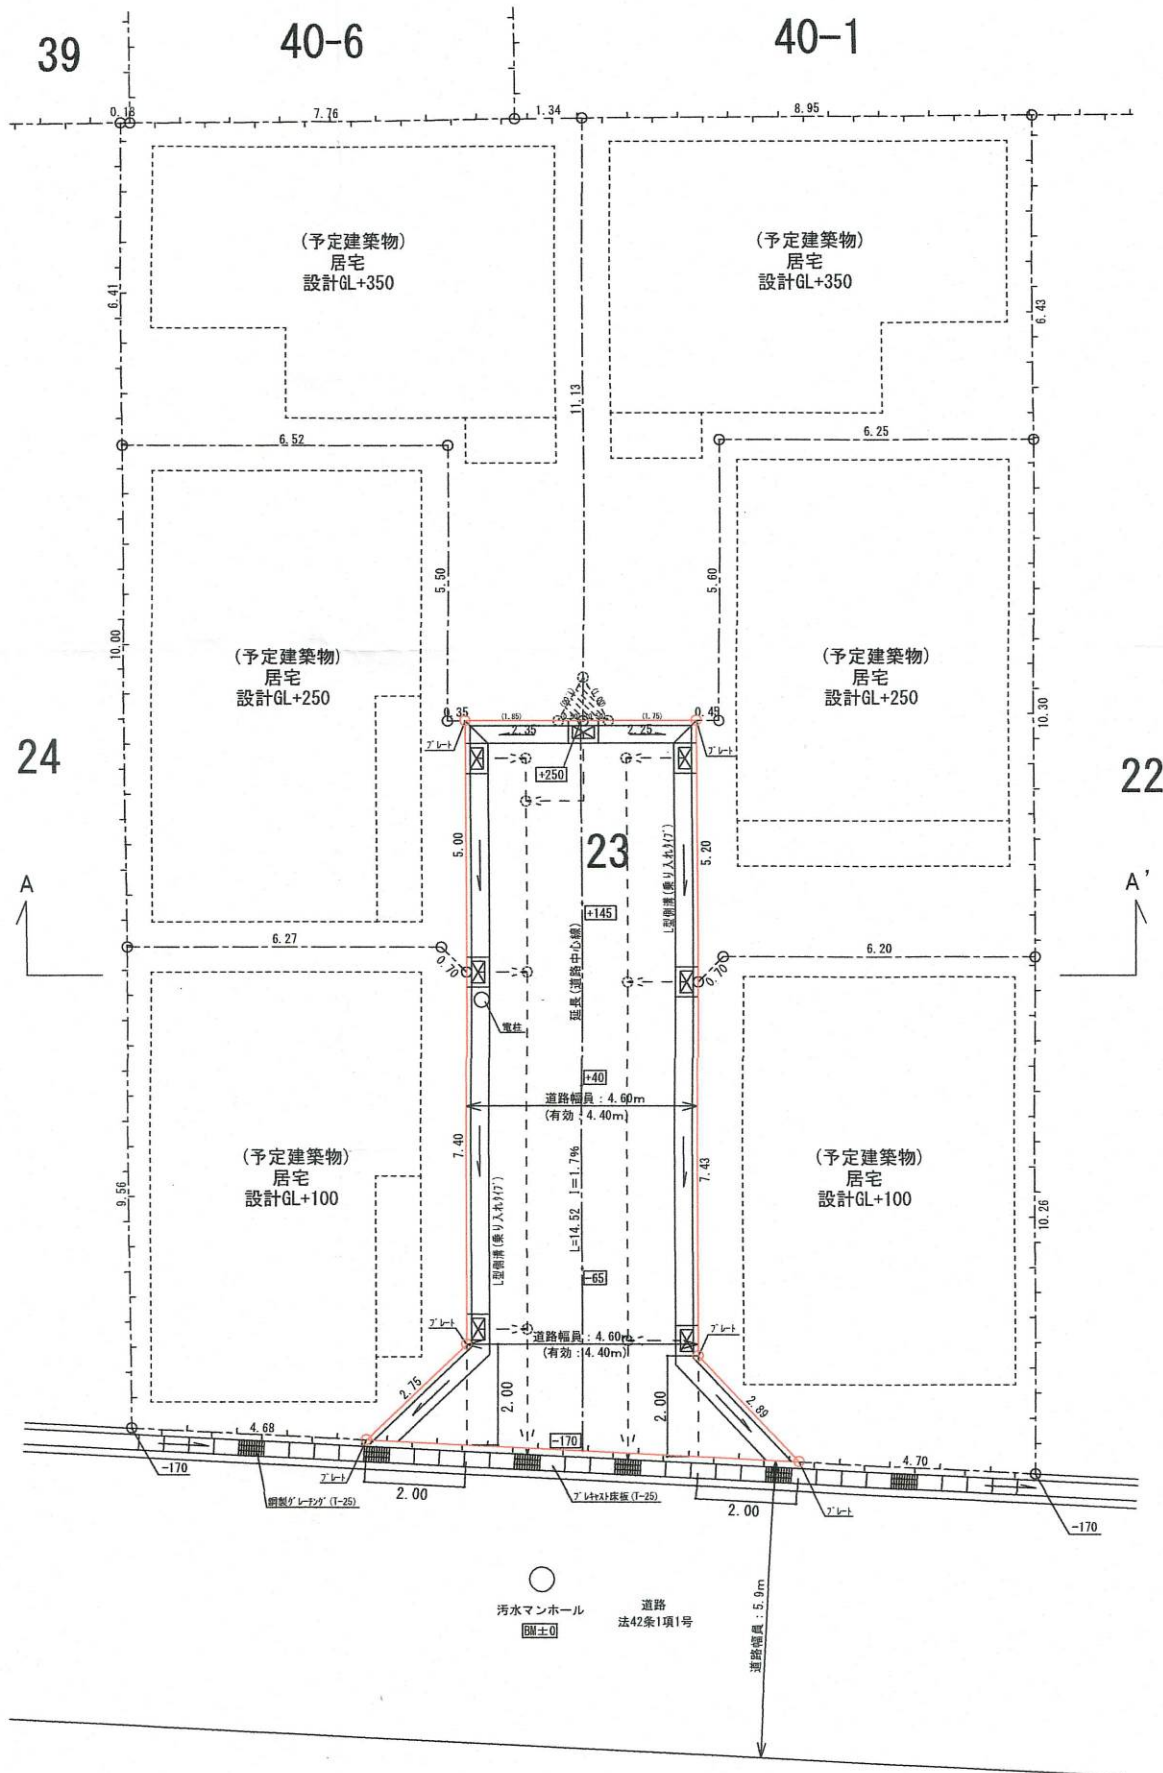 39
40-6
40-1
0.18
7.76
1.34
8.95
(予定建築物)
居宅
設計GL+350
(予定建築物)
居宅
設計GL+350
6.41
6.43
11.13
6.52
6.25
5.50
5.60
(予定建築物)
居宅
設計GL+250
(予定建築物)
居宅
設計GL+250
10.00
10.30
0.35
(1.85)
(1.75)
0.45
2.35
2.25
プレート
プレート
+250
24
22
23
5.00
5.20
L型側溝(乗り入れタイプ)
A
A'
+145
延長(道路中心線)
6.27
0.70
6.20
0.70
電柱
+40
道路幅員:4.60m
(有効:4.40m)
7.40
7.43
(予定建築物)
居宅
設計GL+100
(予定建築物)
居宅
設計GL+100
9.56
10.26
L=14.52 I=11.7%
L型側溝(乗り入れタイプ)
-65
プレート
プレート
道路幅員:4.60m
(有効:4.40m)
2.75
2.00
2.00
2.89
4.68
-170
4.70
-170
プレート
鋼製グレーチング(T-25)
2.00
プレキャスト床板(T-25)
2.00
プレート
-170
汚水マンホール
BM±0
道路
法42条1項1号
道路幅員:5.9m